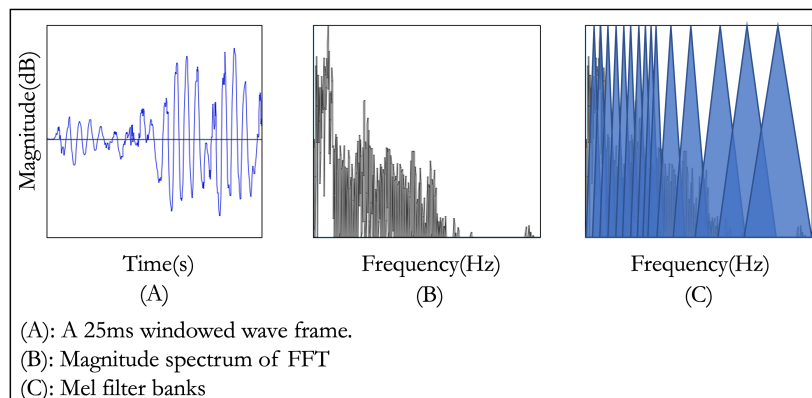 Magnitude(dB)
Time(s)
Frequency(Hz)
Frequency(Hz)
(A)
(B)
(C)
(A): A 25ms windowed wave frame.
(B): Magnitude spectrum of FFT
(C): Mel filter banks